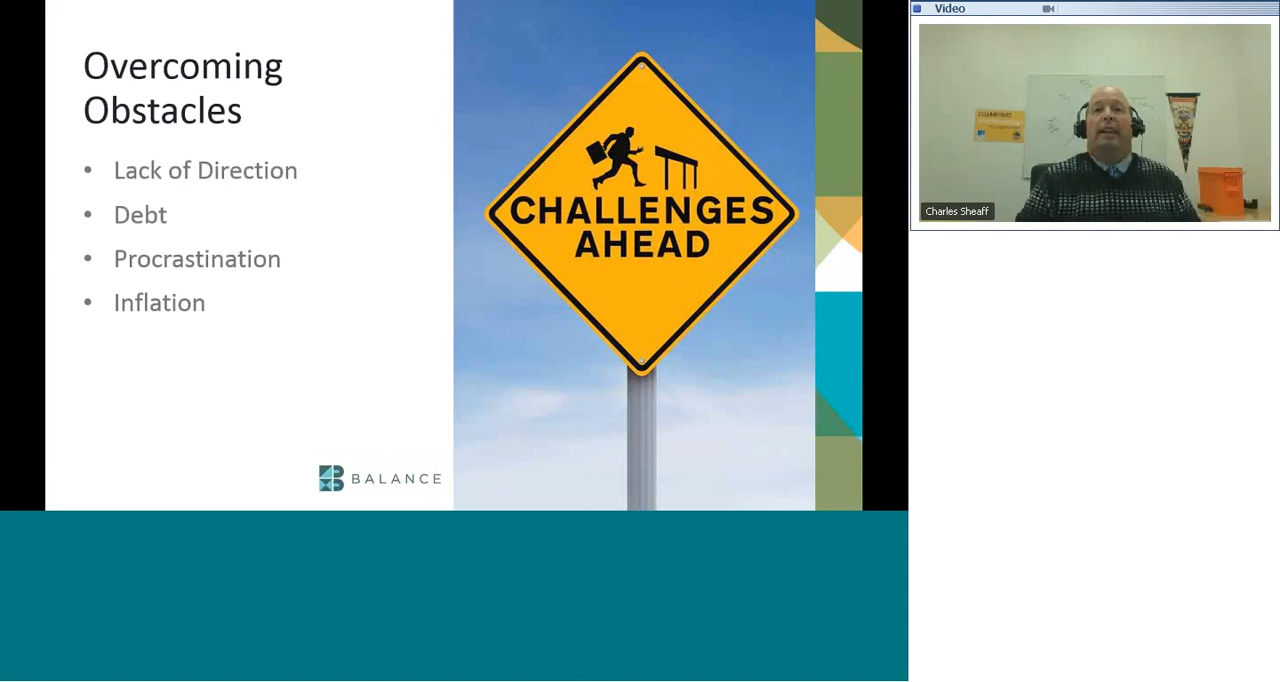 Overcoming
Obstacles
• Lack of Direction
• Debt
• Procrastination
• Inflation
BALANCE
CHALLENGES
AHEAD
Video
Charles Sheaff